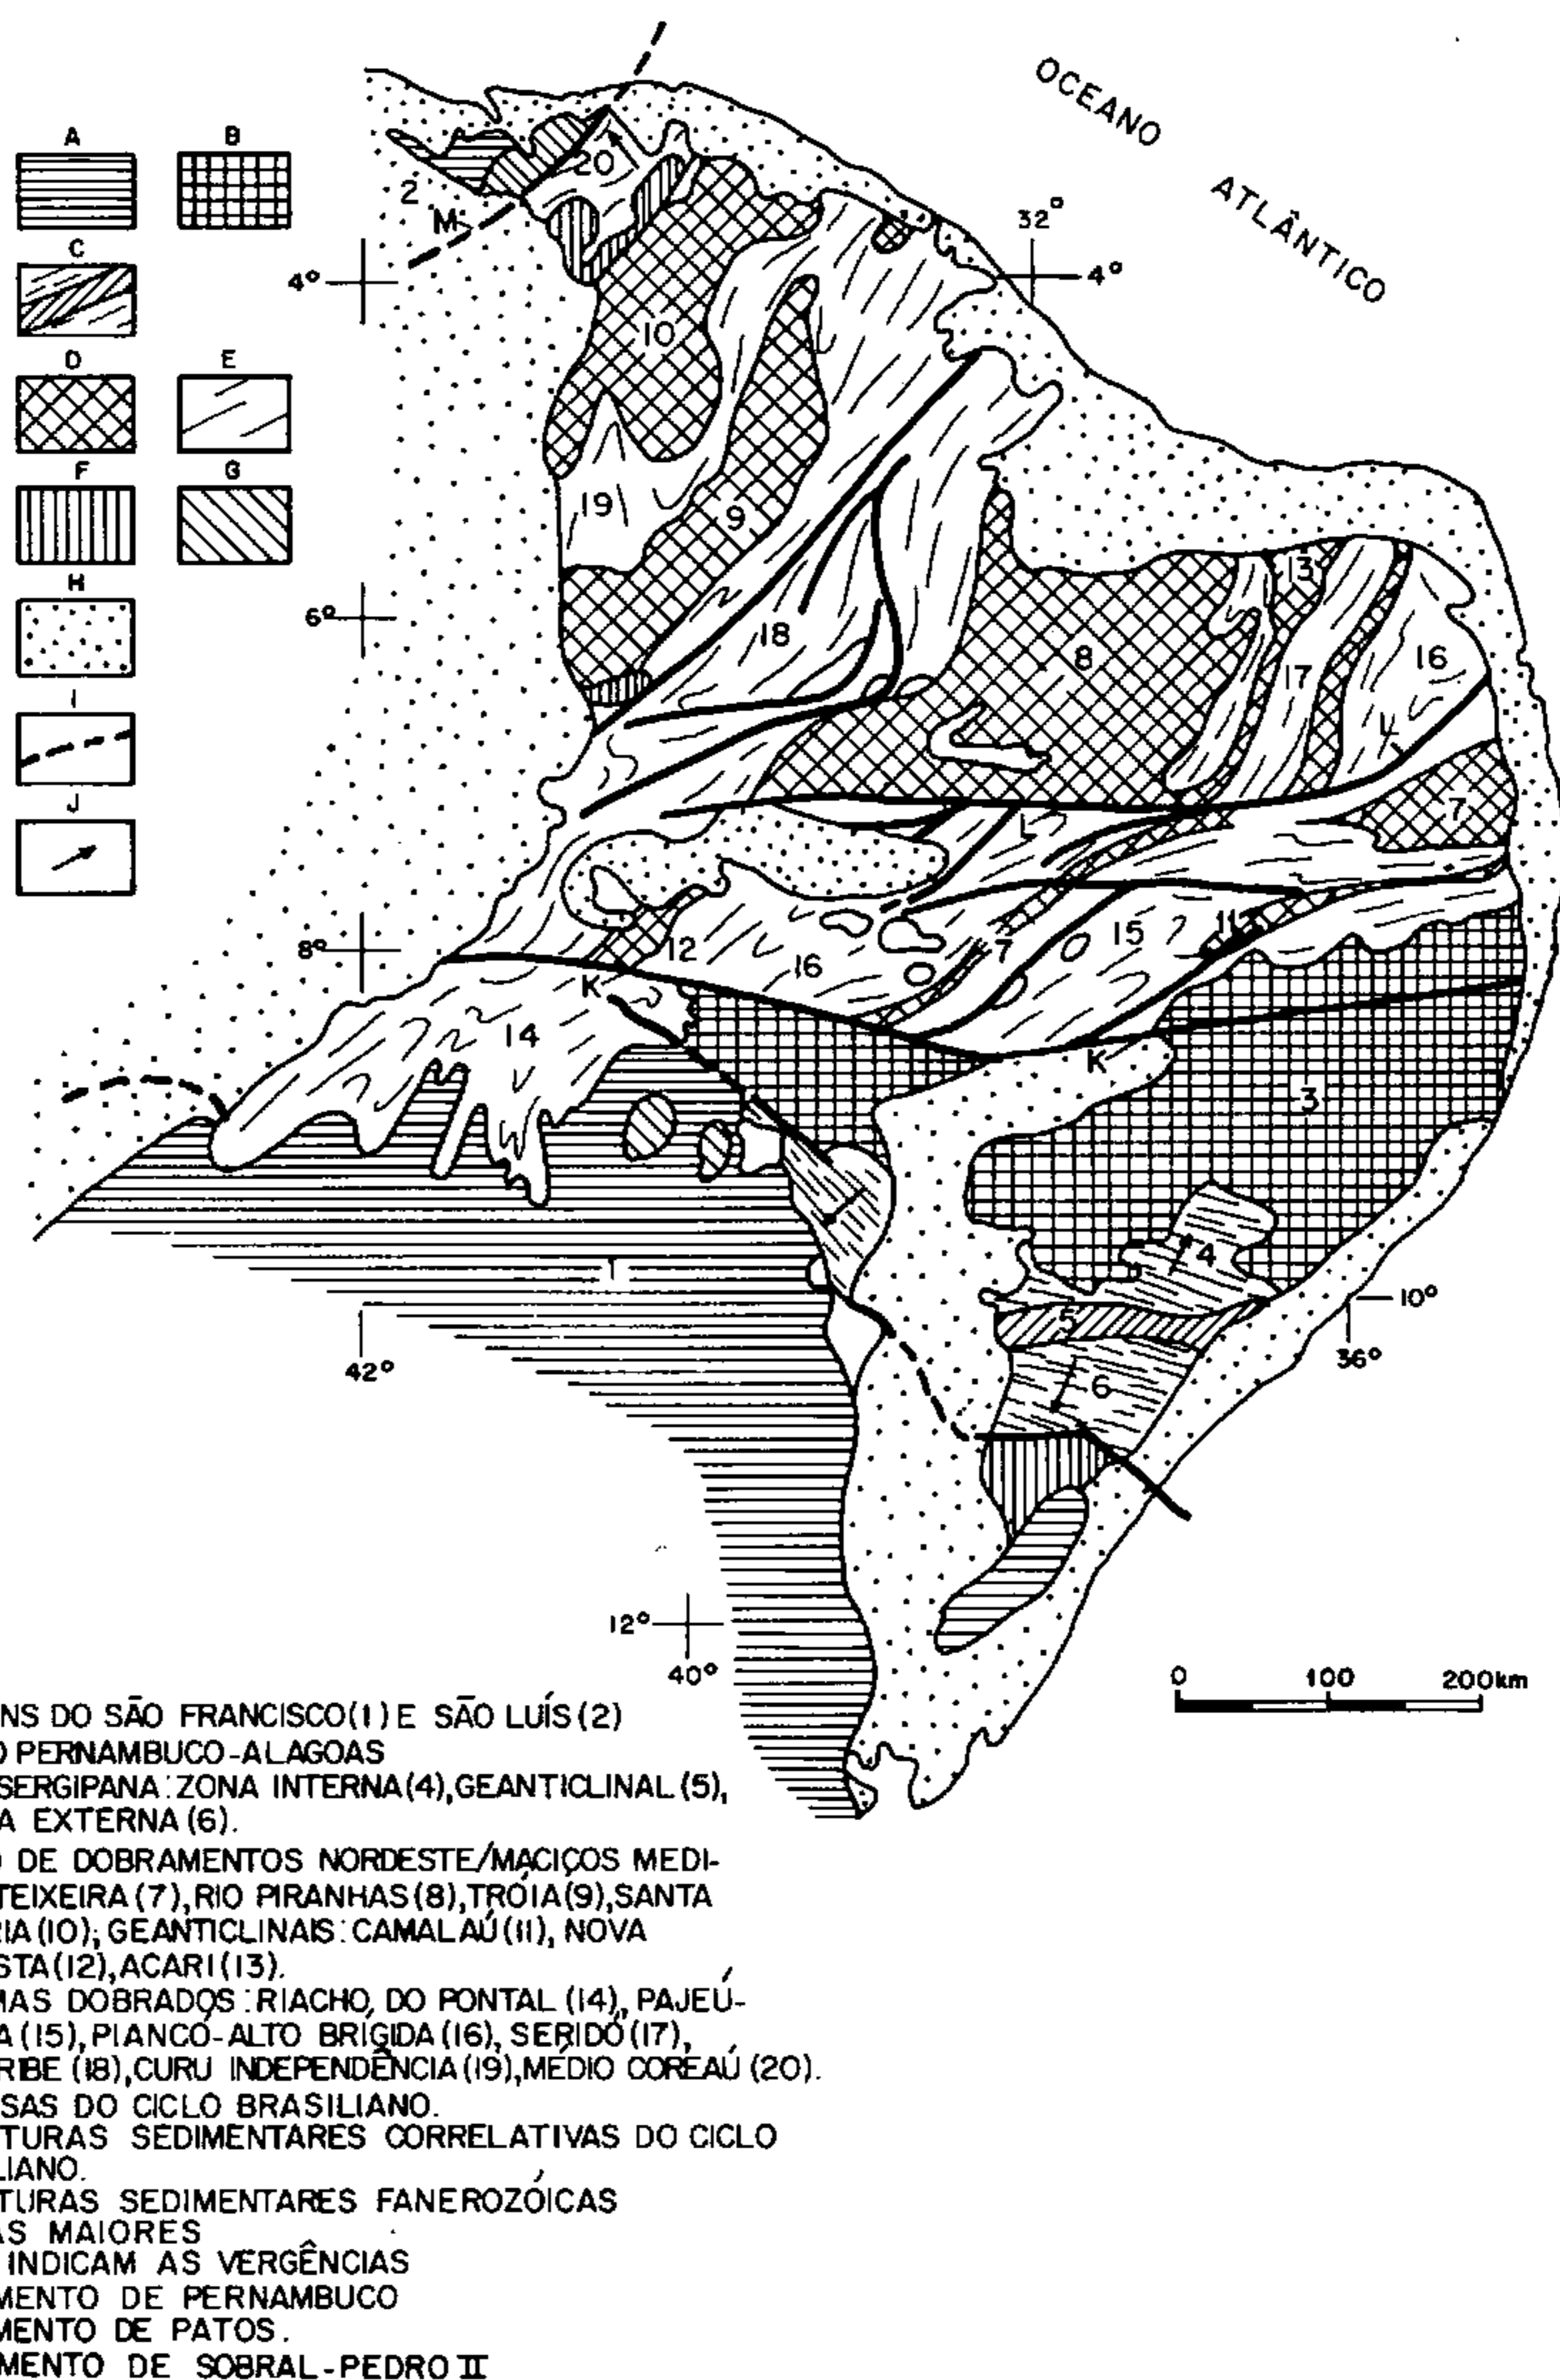 OCEANO
ATLÂNTICO
A B
C
D E
F G
H
I
J
20
2
M
32°
4° 4°
10
L
19
9
6°
18
8
13
17
16
L
7
L
8°
12
16
7
15
11
K
14
K
3
1
4
5
10°
42°
36°
6
12°
40°
0 100 200km
NS DO SÃO FRANCISCO(1) E SÃO LUÍS(2)
O PERNAMBUCO-ALAGOAS
SERGIPANA: ZONA INTERNA(4), GEANTICLINAL(5),
A EXTERNA(6).
O DE DOBRAMENTOS NORDESTE/MACIÇOS MEDI-
TEIXEIRA(7), RIO PIRANHAS(8), TRÓIA(9), SANTA
RIA(10); GEANTICLINAIS: CAMALAÚ(11), NOVA
STA(12), ACARI(13).
MAS DOBRADOS: RIACHO DO PONTAL (14), PAJEÚ-
A(15), PIANCÓ-ALTO BRÍGIDA(16), SERIDÓ(17),
RIBE (18), CURU INDEPENDÊNCIA(19), MÉDIO COREAÚ (20).
SAS DO CICLO BRASILIANO.
TURAS SEDIMENTARES CORRELATIVAS DO CICLO
LIANO.
TURAS SEDIMENTARES FANEROZÓICAS
AS MAIORES
INDICAM AS VERGÊNCIAS
MENTO DE PERNAMBUCO
MENTO DE PATOS.
MENTO DE SOBRAL-PEDRO II